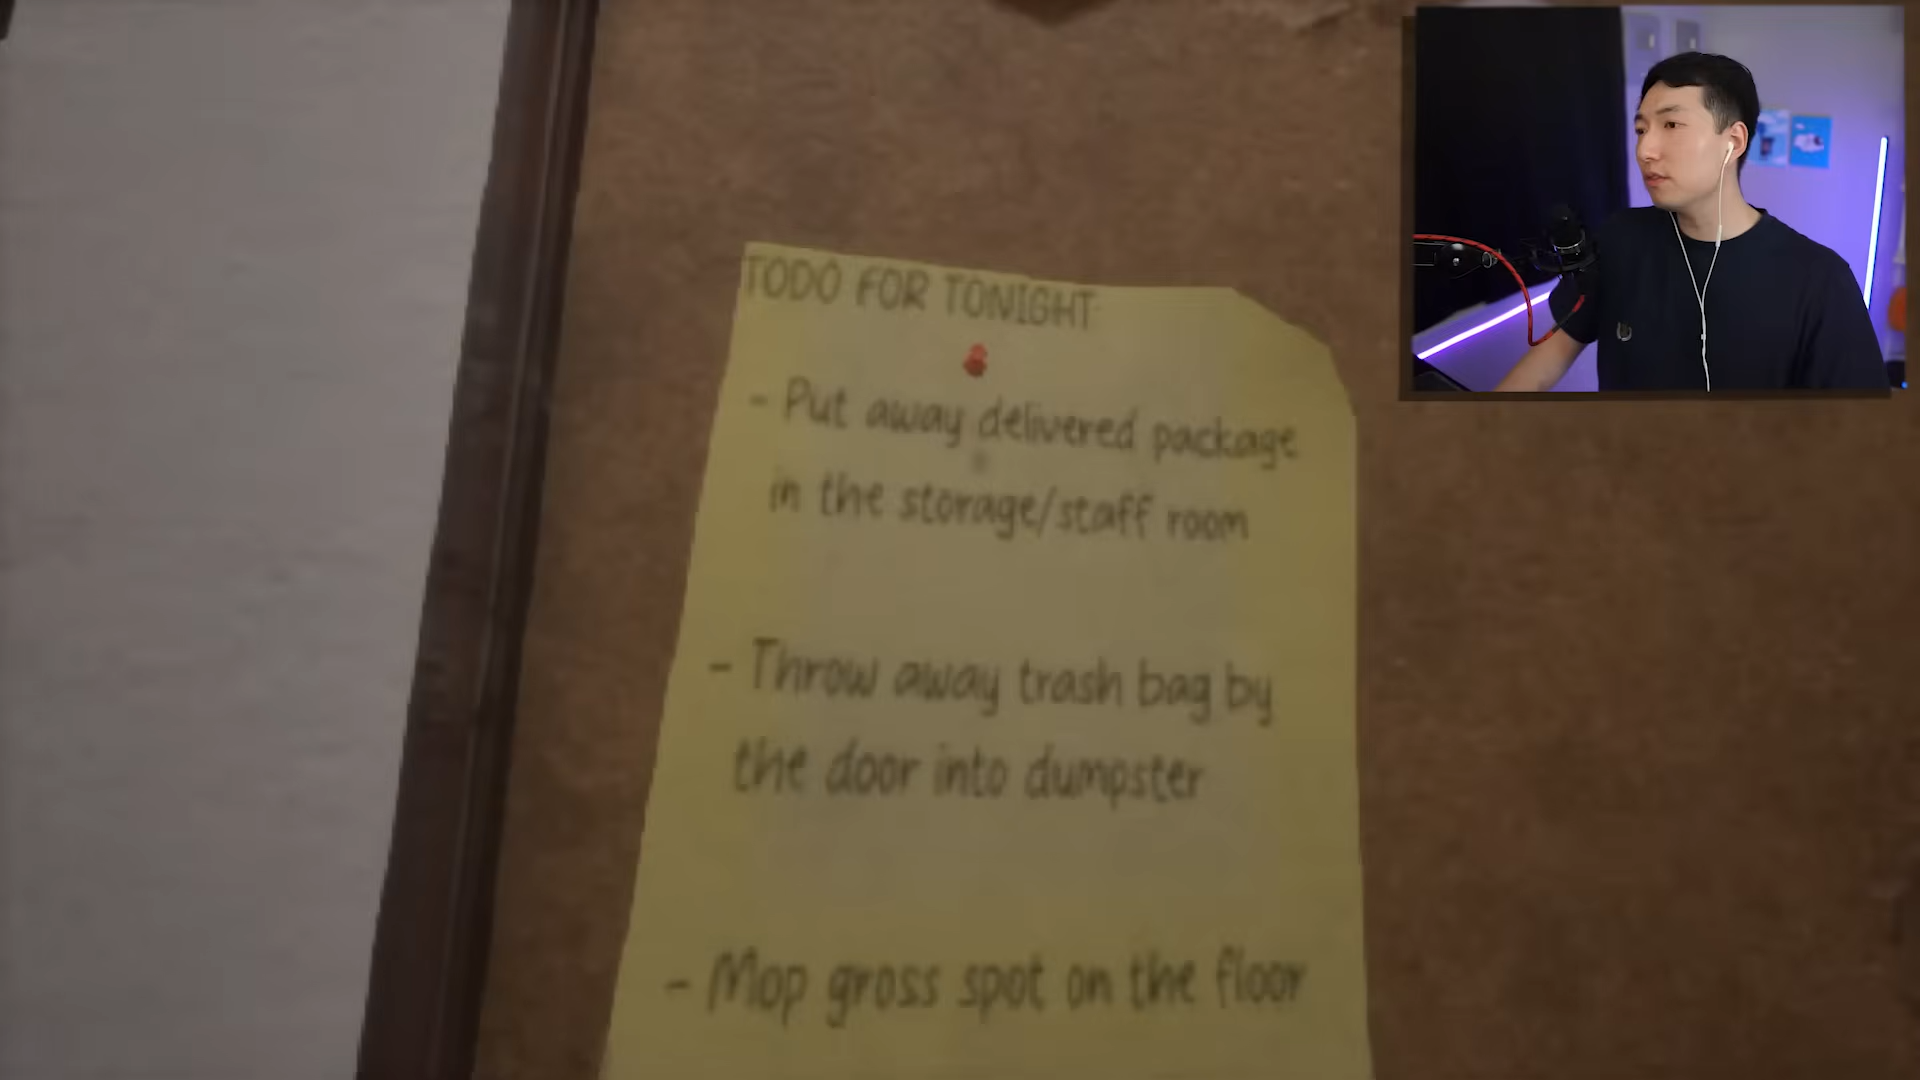 TODO FOR TONIGHT:
- Put away delivered package
in the storage/staff room
- Throw away trash bag by
the door into dumpster
- Mop gross spot on the floor